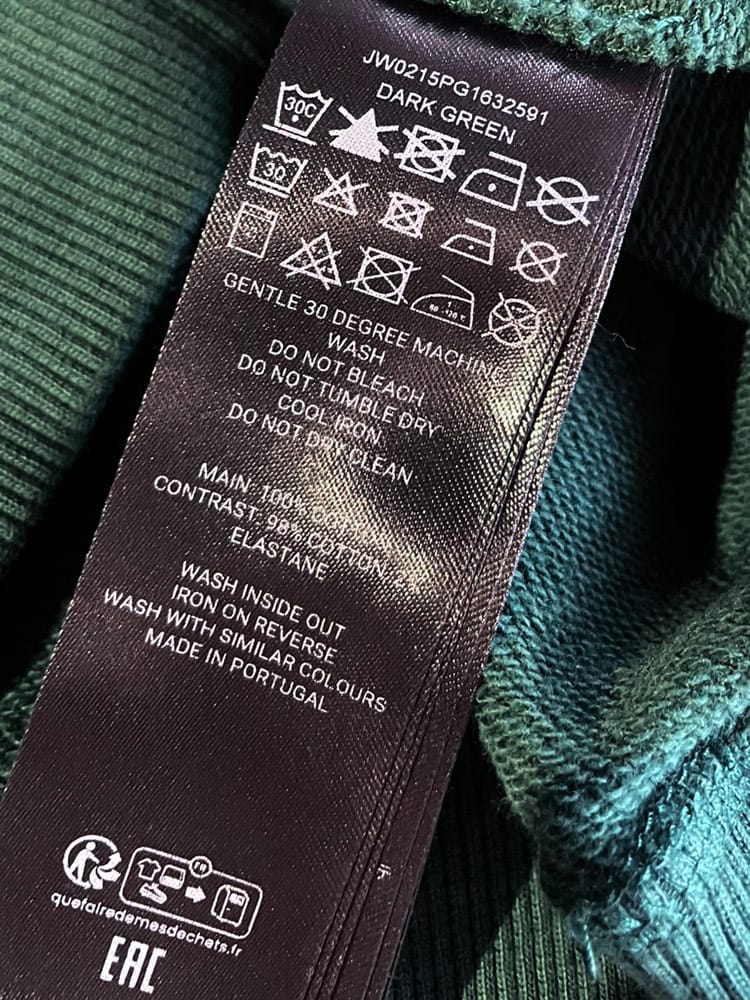 JW0215PG1632591
DARK GREEN
30C
30
GENTLE 30 DEGREE MACHINE
WASH
DO NOT BLEACH
DO NOT TUMBLE DRY
COOL IRON
DO NOT DRY CLEAN
MAIN: 100% COTTON
CONTRAST: 98% COTTON 2%
ELASTANE
WASH INSIDE OUT
IRON ON REVERSE
WASH WITH SIMILAR COLOURS
MADE IN PORTUGAL
FR
quefairedemesdechets.fr
EAC